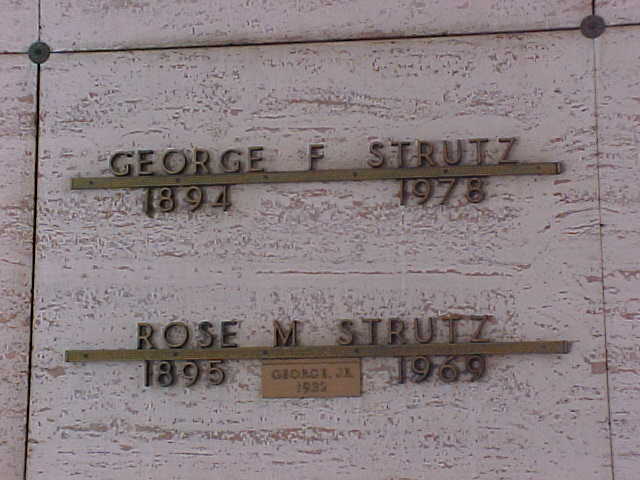 GEORGE F STRUTZ
1894 1978
ROSE M STRUTZ
1895 1969
GEORGE, JR.